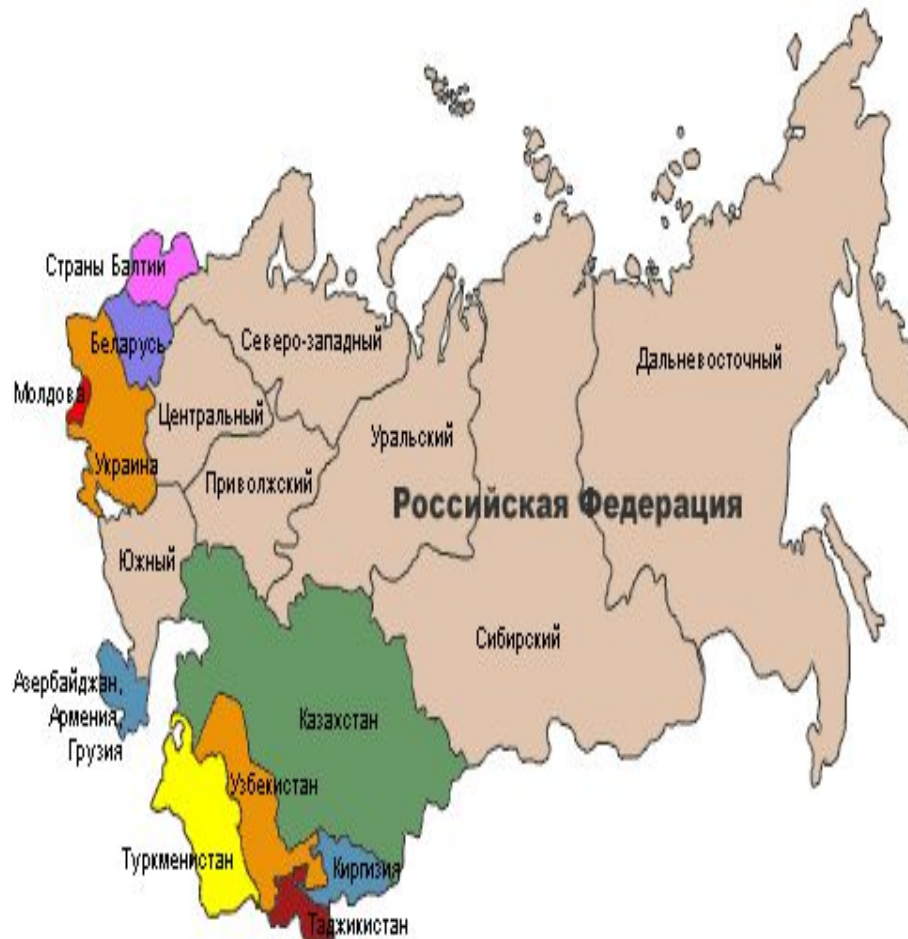 Страны Балтии
Беларусь
Северо-западный
Дальневосточный
Молдова
Центральный
Уральский
Украина
Приволжский
Российская Федерация
Южный
Сибирский
Азербайджан,
Армения,
Грузия
Казахстан
Узбекистан
Туркменистан
Киргизия
Таджикистан